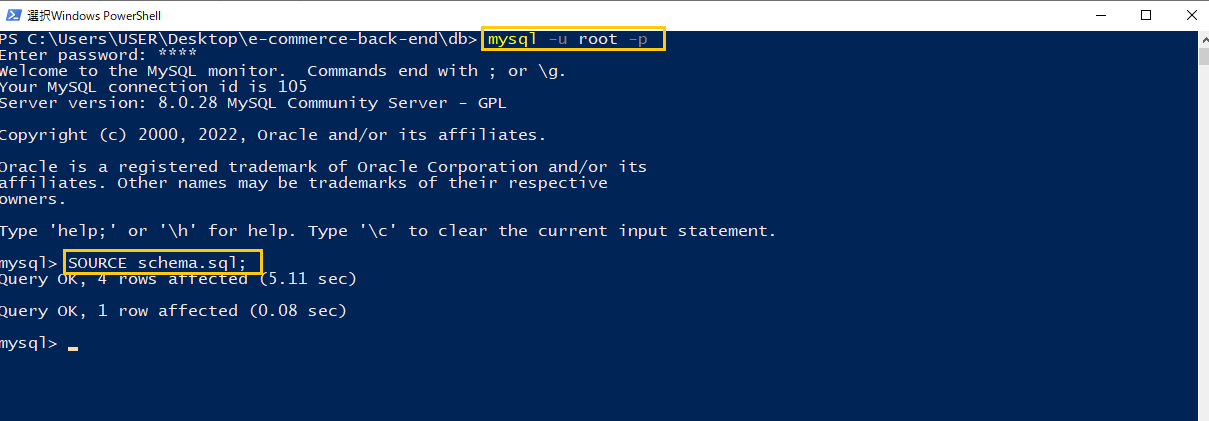 選択Windows PowerShell
PS C:\Users\USER\Desktop\e-commerce-back-end\db> mysql -u root -p
Enter password: ****
Welcome to the MySQL monitor.  Commands end with ; or \g.
Your MySQL connection id is 105
Server version: 8.0.28 MySQL Community Server - GPL
Copyright (c) 2000, 2022, Oracle and/or its affiliates.
Oracle is a registered trademark of Oracle Corporation and/or its
affiliates. Other names may be trademarks of their respective
owners.
Type 'help;' or '\h' for help. Type '\c' to clear the current input statement.
mysql> SOURCE schema.sql;
Query OK, 4 rows affected (5.11 sec)
Query OK, 1 row affected (0.08 sec)
mysql>